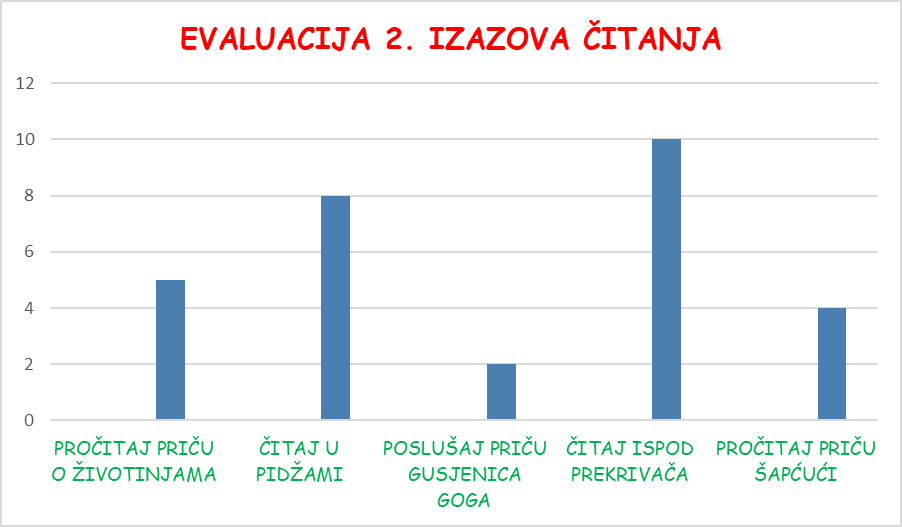 EVALUACIJA 2. IZAZOVA ČITANJA
12
10
8
6
4
2
0
PROČITAJ PRIČU
O ŽIVOTINJAMA
ČITAJ U
PIDŽAMI
POSLUŠAJ PRIČU
GUSJENICA
GOGA
ČITAJ ISPOD
PREKRIVAČA
PROČITAJ PRIČU
ŠAPĆUĆI